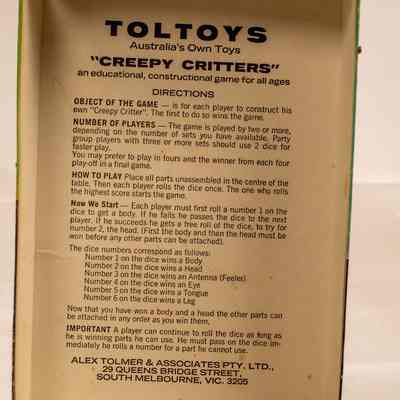 TOLTOYS
Australia's Own Toys
"CREEPY CRITTERS"
an educational, constructional game for all ages
DIRECTIONS
OBJECT OF THE GAME — is for each player to construct his
own "Creepy Critter". The first to do so wins the game.
NUMBER OF PLAYERS — The game is played by two or more,
depending on the number of sets you have available. Party
group players with three or more sets should use 2 dice for
faster play.
You may prefer to play in fours and the winner from each four
play-off in a final game.
HOW TO PLAY Place all parts unassembled in the centre of the
table. Then each player rolls the dice once. The one who rolls
the highest score starts the game.
Now We Start — Each player must first roll a number 1 on the
dice to get a body. If he fails he passes the dice to the next
player. If he succeeds he gets a free roll of the dice, to try for
number 2, the head. (First the body and then the head must be
won before any other parts can be attached).
The dice numbers correspond as follows:
Number 1 on the dice wins a Body
Number 2 on the dice wins a Head
Number 3 on the dice wins an Antenna (Feeler)
Number 4 on the dice wins an Eye
Number 5 on the dice wins a Tongue
Number 6 on the dice wins a Leg
Now that you have won a body and a head the other parts can
be attached in any order as you win them.
IMPORTANT A player can continue to roll the dice as long as
he is winning parts he can use. He must pass on the dice im-
mediately he rolls a number for a part he cannot use.
ALEX TOLMER & ASSOCIATES PTY. LTD.,
29 QUEENS BRIDGE STREET,
SOUTH MELBOURNE, VIC. 3205